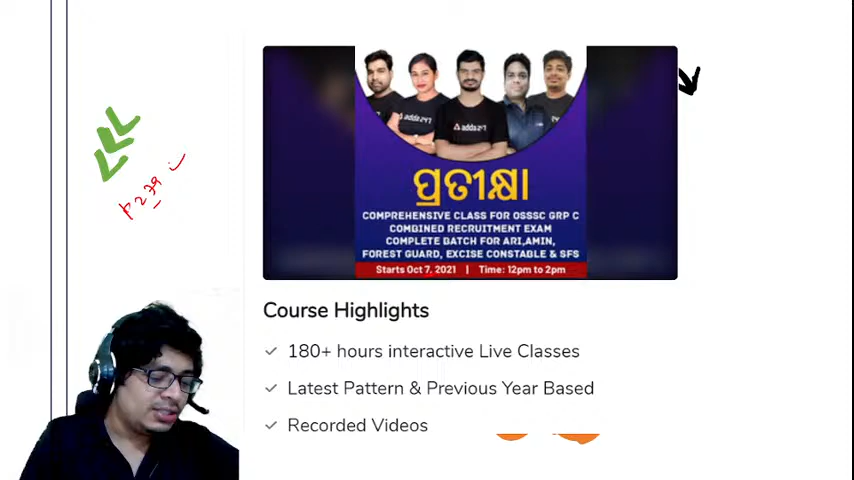 adda247
adda247
ପ୍ରତୀକ୍ଷା
COMPREHENSIVE CLASS FOR OSSSC GRP C
COMBINED RECRUITMENT EXAM
COMPLETE BATCH FOR ARI,AMIN,
FOREST GUARD, EXCISE CONSTABLE & SFS
Starts Oct 7, 2021 | Time: 12pm to 2pm
Course Highlights
180+ hours interactive Live Classes
Latest Pattern & Previous Year Based
Recorded Videos